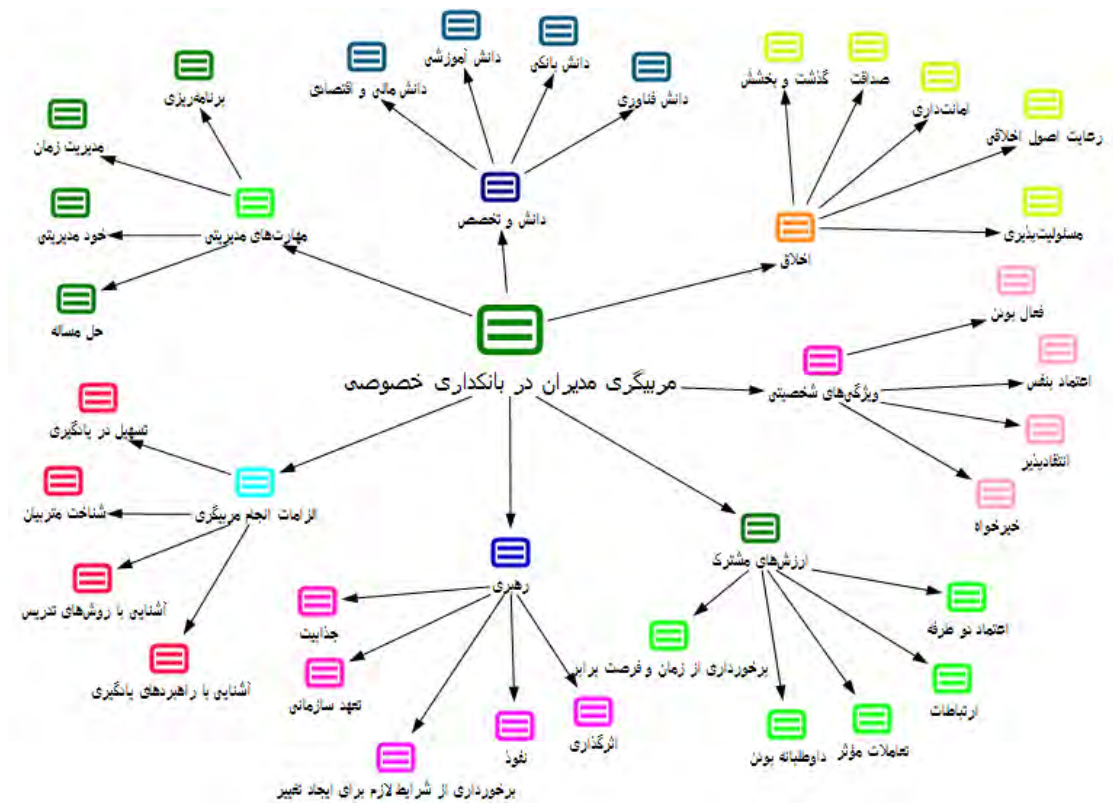 دانش بانکی
دانش آموزشی
دانش مالی و اقتصادی
دانش فناوری
دانش و تخصص
صداقت
گذشت و بخشش
امانت‌داری
رعایت اصول اخلاقی
مسئولیت‌پذیری
اخلاق
برنامه‌ریزی
مدیریت زمان
خود مدیریتی
حل مساله
مهارت‌های مدیریتی
مربیگری مدیران در بانکداری خصوصی
فعال بودن
اعتماد بنفس
انتقادپذیر
خیرخواه
ویژگی‌های شخصیتی
تسهیل در یادگیری
شناخت متربیان
آشنایی با روش‌های تدریس
آشنایی با راهبردهای یادگیری
الزامات انجام مربیگری
رهبری
جذابیت
تعهد سازمانی
برخورداری از شرایط لازم برای ایجاد تغییر
نفوذ
اثرگذاری
ارزش‌های مشترک
برخورداری از زمان و فرصت برابر
داوطلبانه بودن
تعاملات مؤثر
ارتباطات
اعتماد دو طرفه